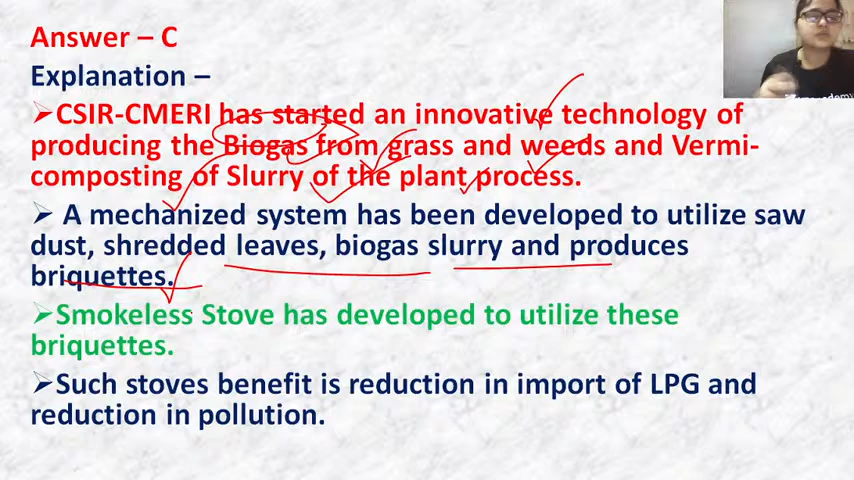 Answer – C
Explanation –
➢CSIR-CMERI has started an innovative technology of
producing the Biogas from grass and weeds and Vermi-
composting of Slurry of the plant process.
➢ A mechanized system has been developed to utilize saw
dust, shredded leaves, biogas slurry and produces
briquettes.
➢Smokeless Stove has developed to utilize these
briquettes.
➢Such stoves benefit is reduction in import of LPG and
reduction in pollution.